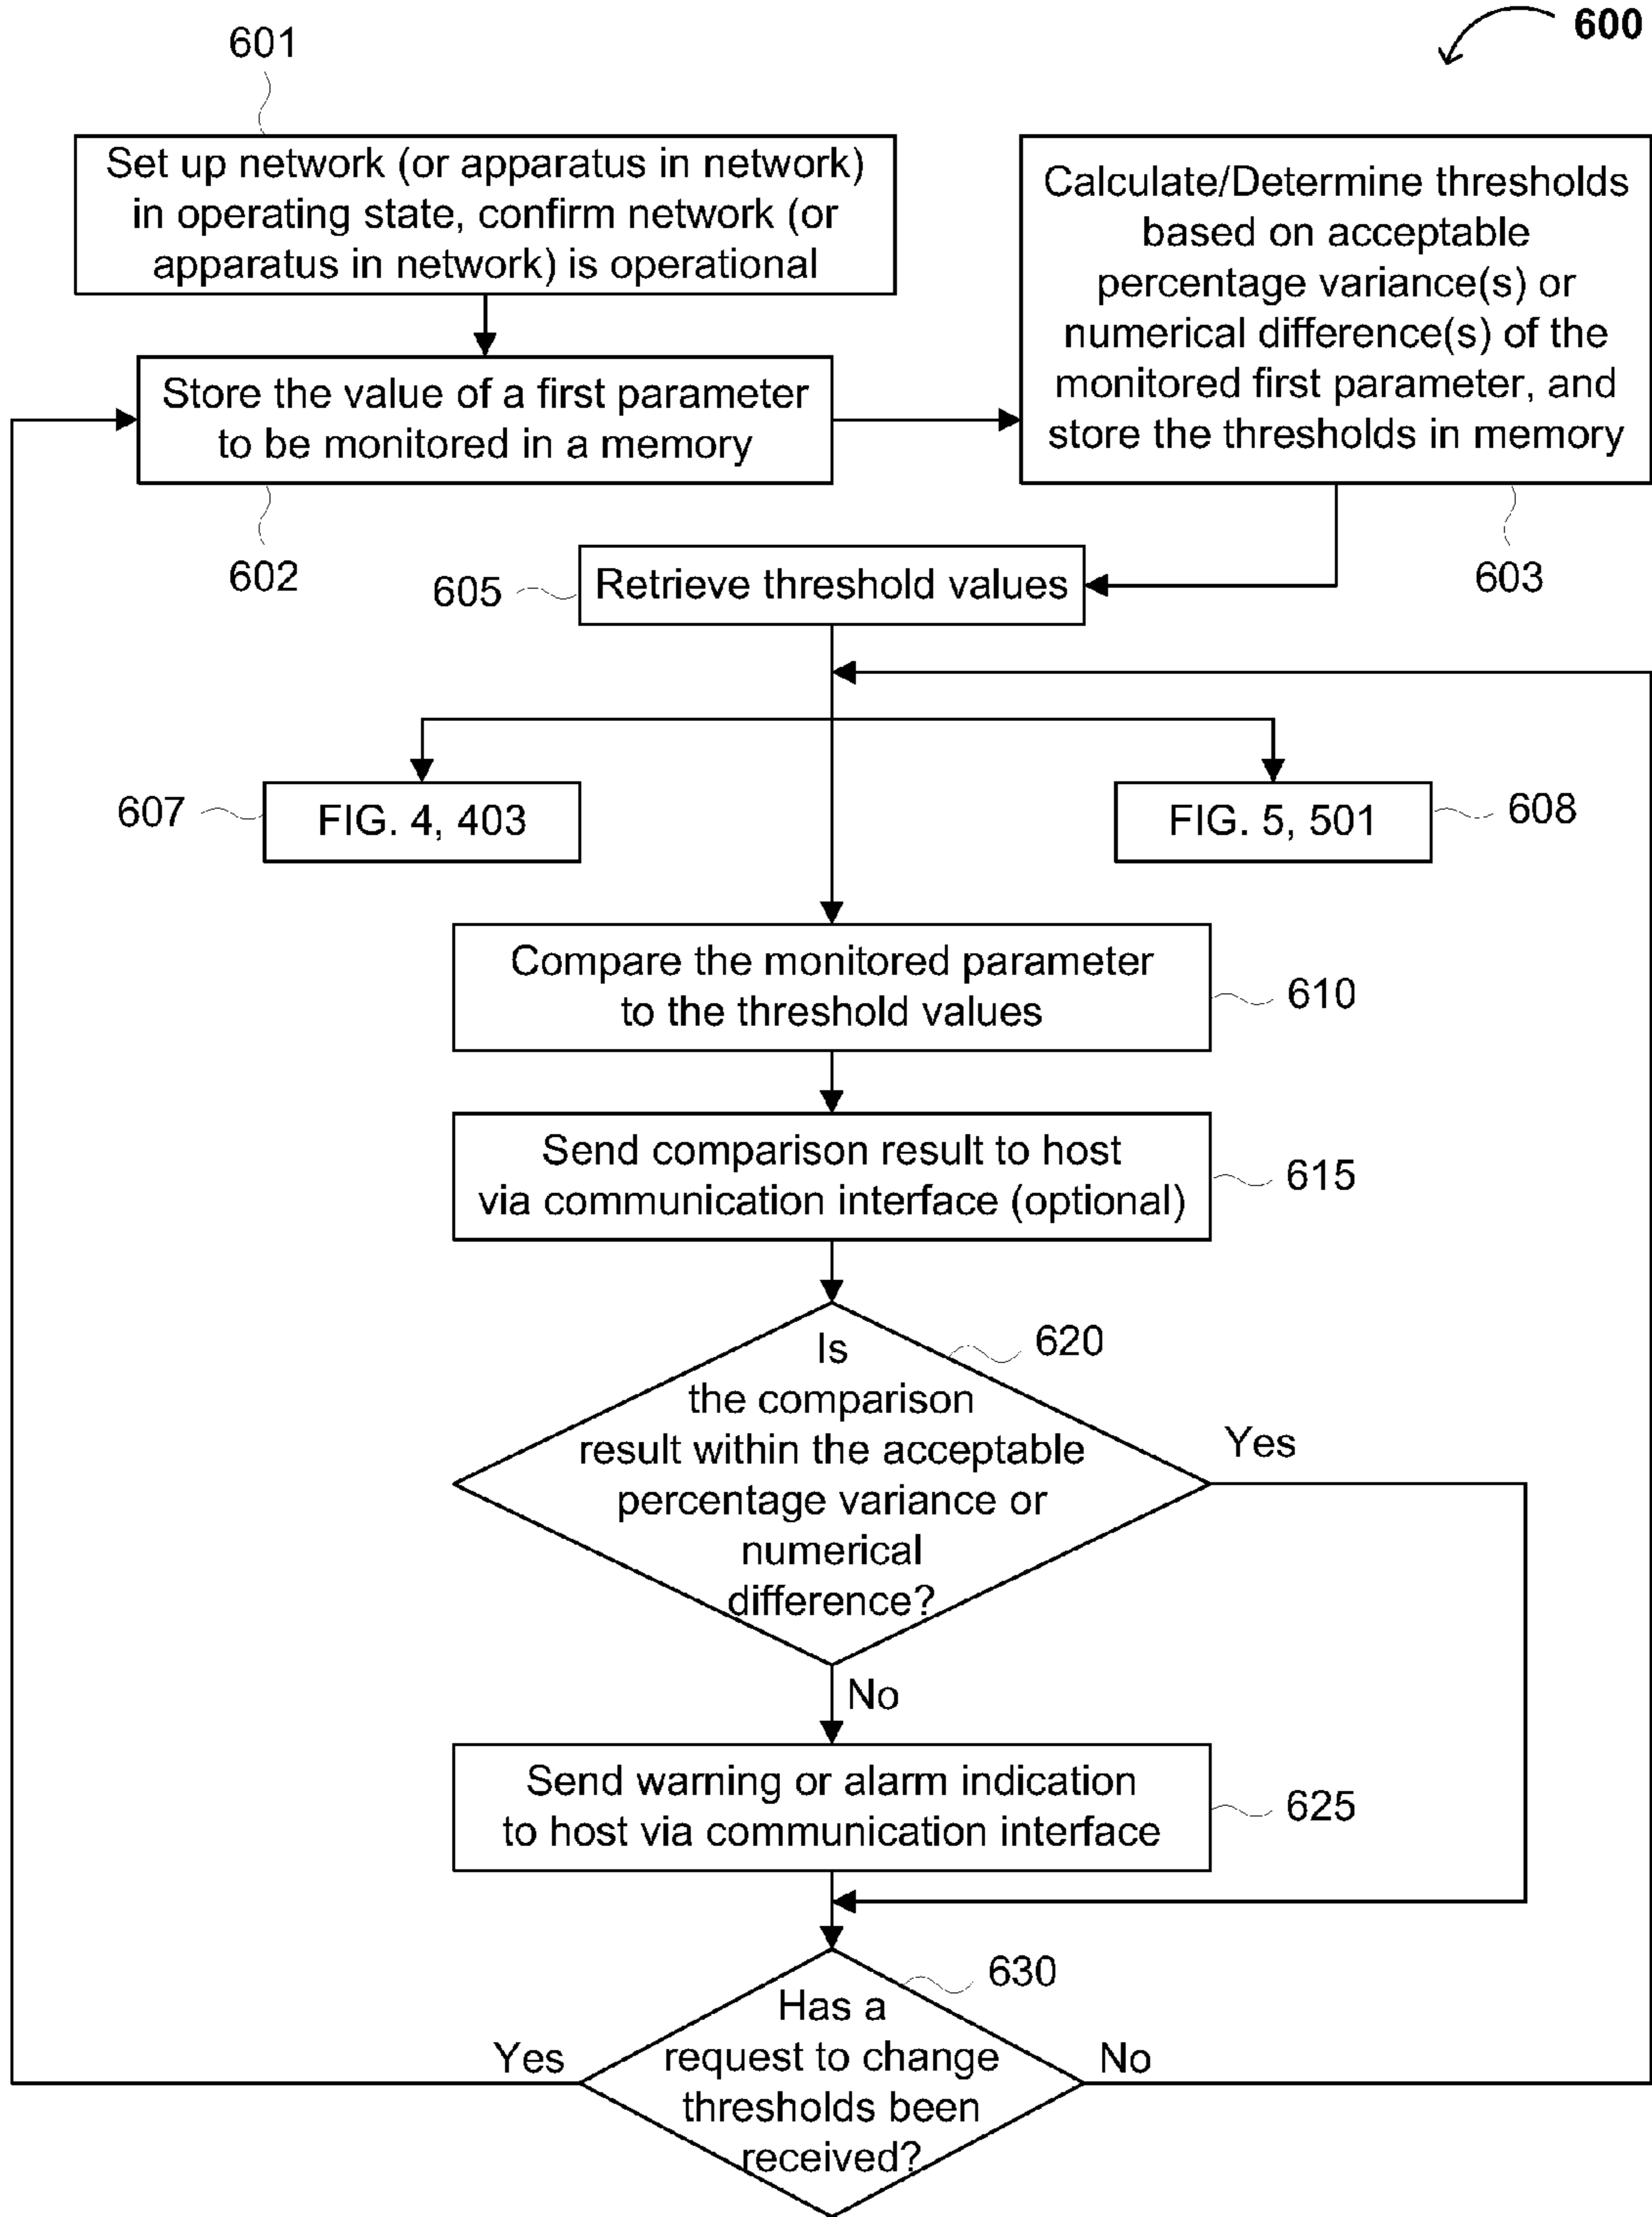 600
601
Set up network (or apparatus in network)
in operating state, confirm network (or
apparatus in network) is operational
Calculate/Determine thresholds
based on acceptable
percentage variance(s) or
numerical difference(s) of the
monitored first parameter, and
store the thresholds in memory
Store the value of a first parameter
to be monitored in a memory
602
603
605
Retrieve threshold values
607
FIG. 4, 403
FIG. 5, 501
608
Compare the monitored parameter
to the threshold values
610
Send comparison result to host
via communication interface (optional)
615
Is
the comparison
result within the acceptable
percentage variance or
numerical
difference?
620
Yes
No
Send warning or alarm indication
to host via communication interface
625
Has a
request to change
thresholds been
received?
630
Yes
No